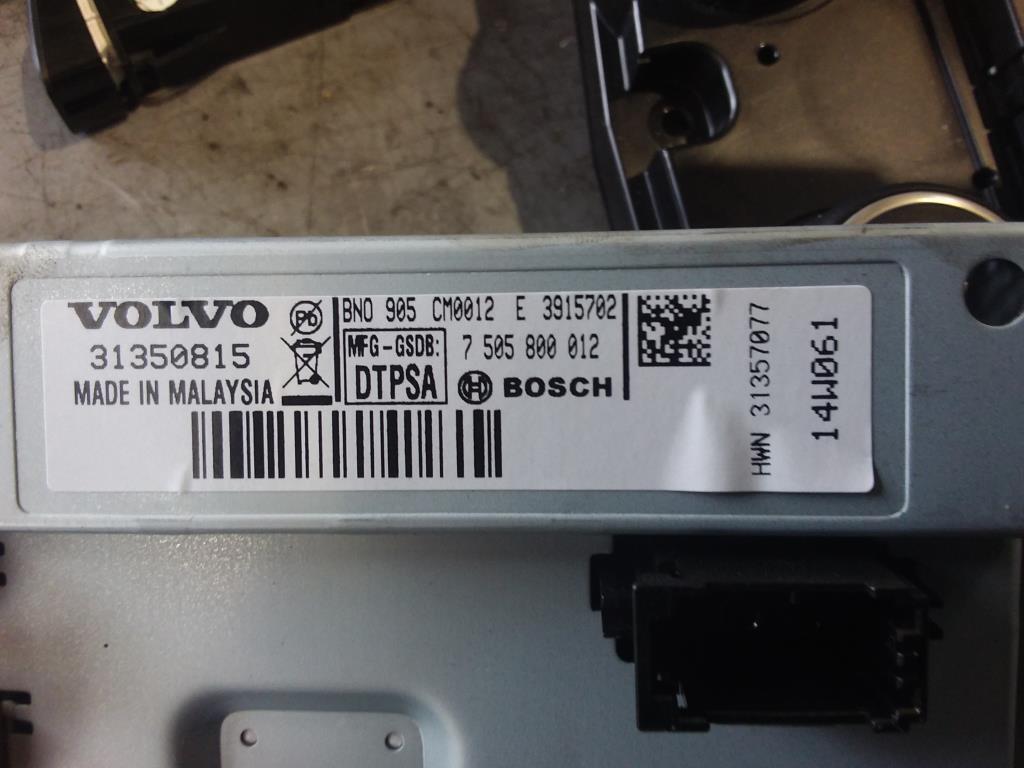 VOLVO
31350815
MADE IN MALAYSIA
Pb
BNO 905 CM0012 E 3915702
MFG-GSDB:
DTPSA
7 505 800 012
BOSCH
HWN 31357077
14W061